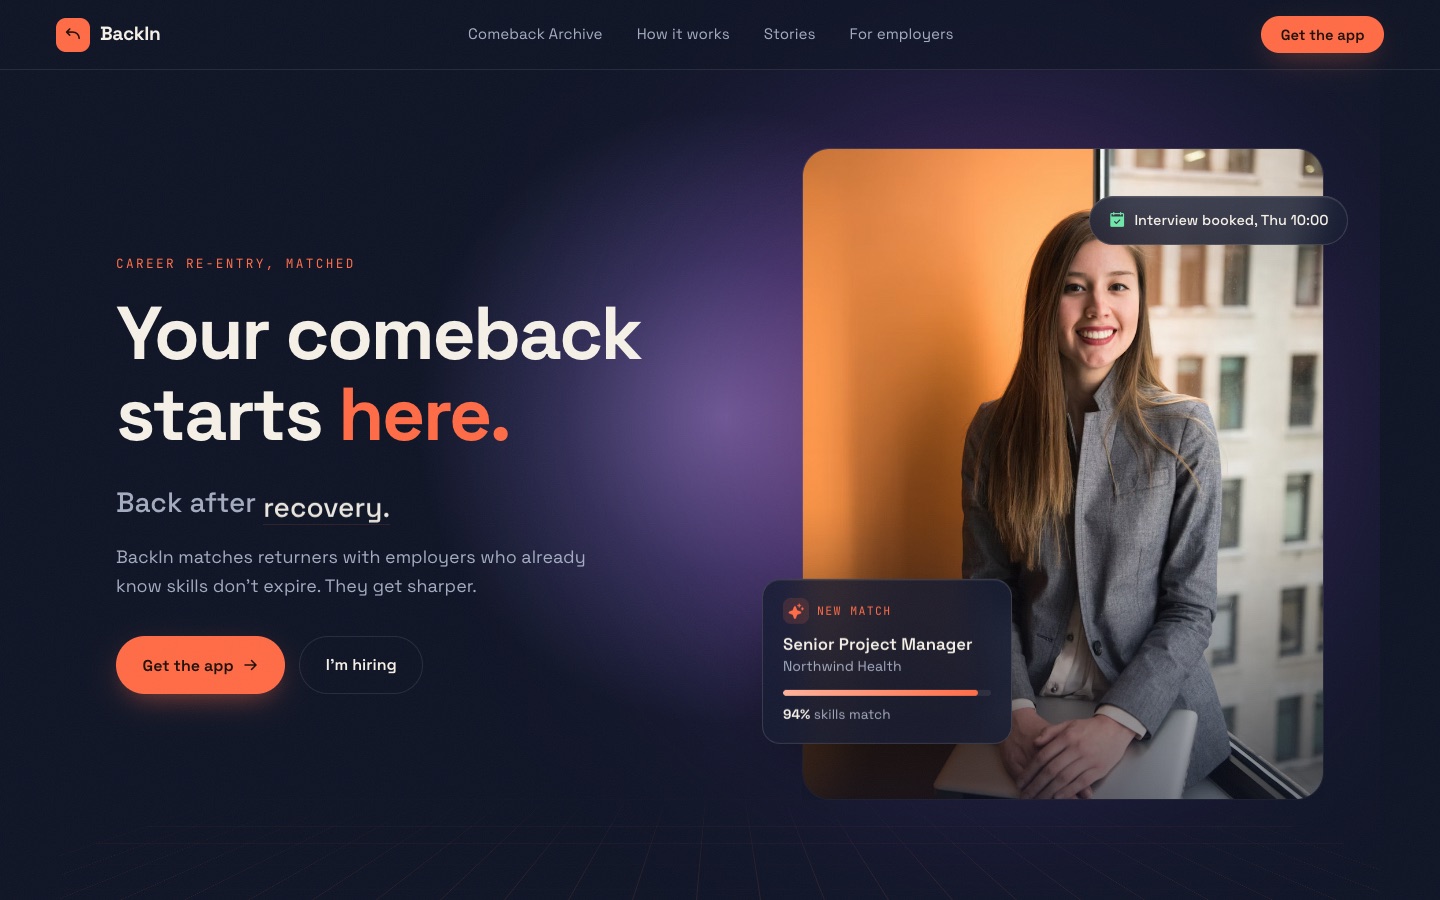 BackIn
Comeback Archive
How it works
Stories
For employers
Get the app
Interview booked, Thu 10:00
CAREER RE-ENTRY, MATCHED
Your comeback
starts here.
Back after recovery.
BackIn matches returners with employers who already
know skills don’t expire. They get sharper.
Get the app
I’m hiring
NEW MATCH
Senior Project Manager
Northwind Health
94% skills match